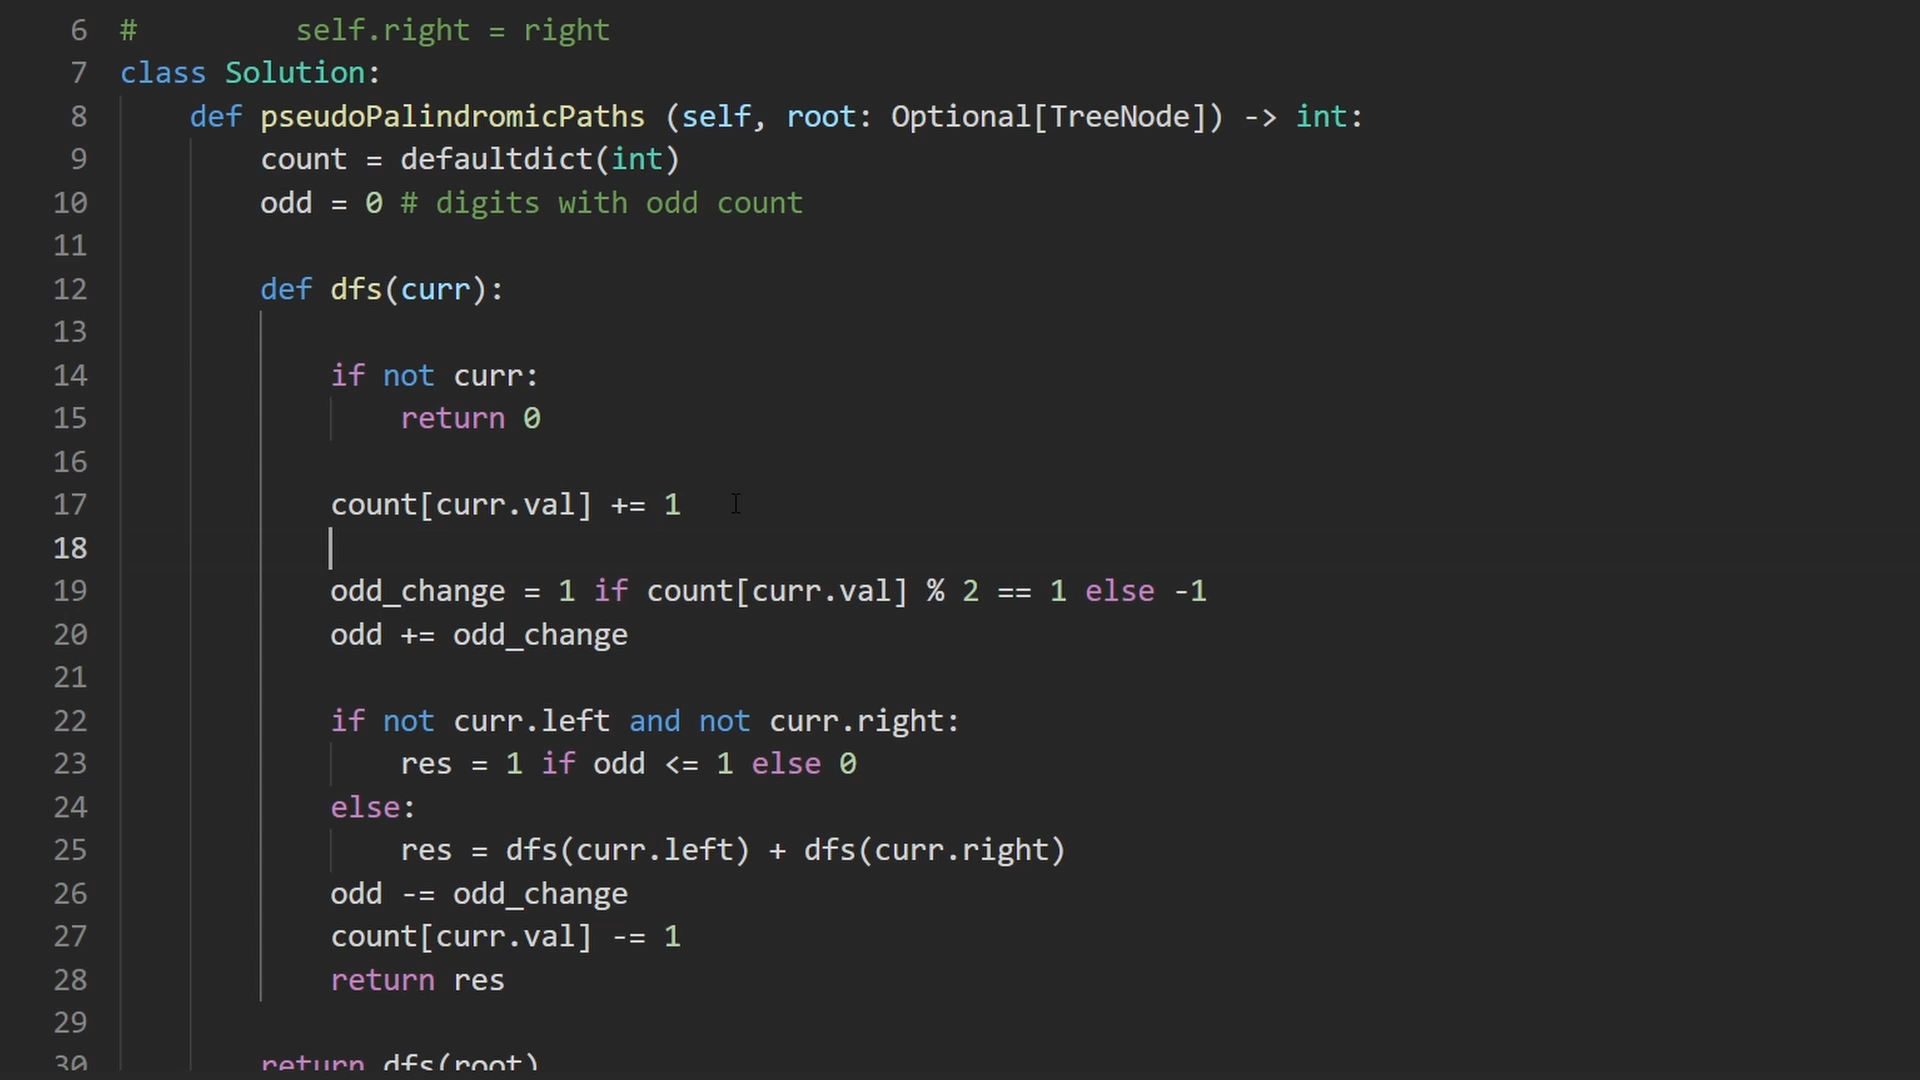 6 #         self.right = right
7 class Solution:
8     def pseudoPalindromicPaths (self, root: Optional[TreeNode]) -> int:
9         count = defaultdict(int)
10         odd = 0 # digits with odd count
11
12         def dfs(curr):
13
14             if not curr:
15                 return 0
16
17             count[curr.val] += 1
18
19             odd_change = 1 if count[curr.val] % 2 == 1 else -1
20             odd += odd_change
21
22             if not curr.left and not curr.right:
23                 res = 1 if odd <= 1 else 0
24             else:
25                 res = dfs(curr.left) + dfs(curr.right)
26             odd -= odd_change
27             count[curr.val] -= 1
28             return res
29
30         return dfs(root)